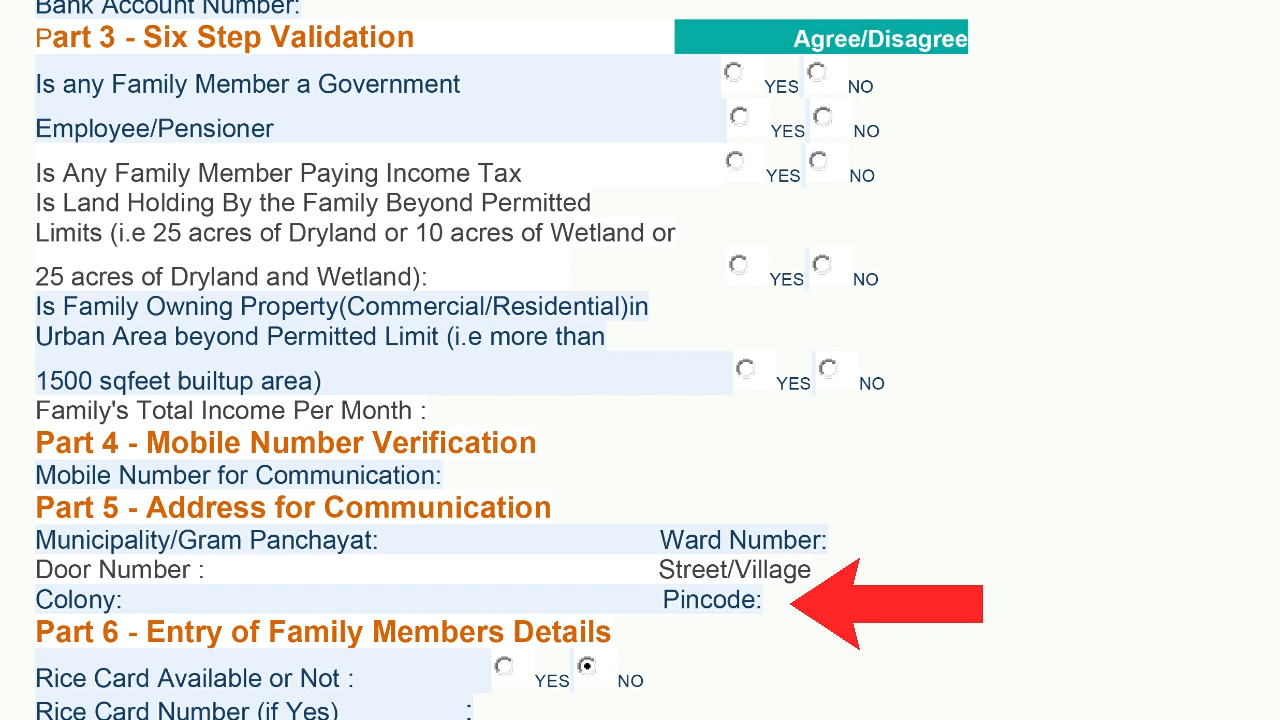 Bank Account Number:
Part 3 - Six Step Validation Agree/Disagree
Is any Family Member a Government YES NO
Employee/Pensioner YES NO
Is Any Family Member Paying Income Tax YES NO
Is Land Holding By the Family Beyond Permitted
Limits (i.e 25 acres of Dryland or 10 acres of Wetland or
25 acres of Dryland and Wetland): YES NO
Is Family Owning Property(Commercial/Residential)in
Urban Area beyond Permitted Limit (i.e more than
1500 sqfeet builtup area) YES NO
Family's Total Income Per Month :
Part 4 - Mobile Number Verification
Mobile Number for Communication:
Part 5 - Address for Communication
Municipality/Gram Panchayat: Ward Number:
Door Number : Street/Village
Colony: Pincode:
Part 6 - Entry of Family Members Details
Rice Card Available or Not : YES NO
Rice Card Number (if Yes) :